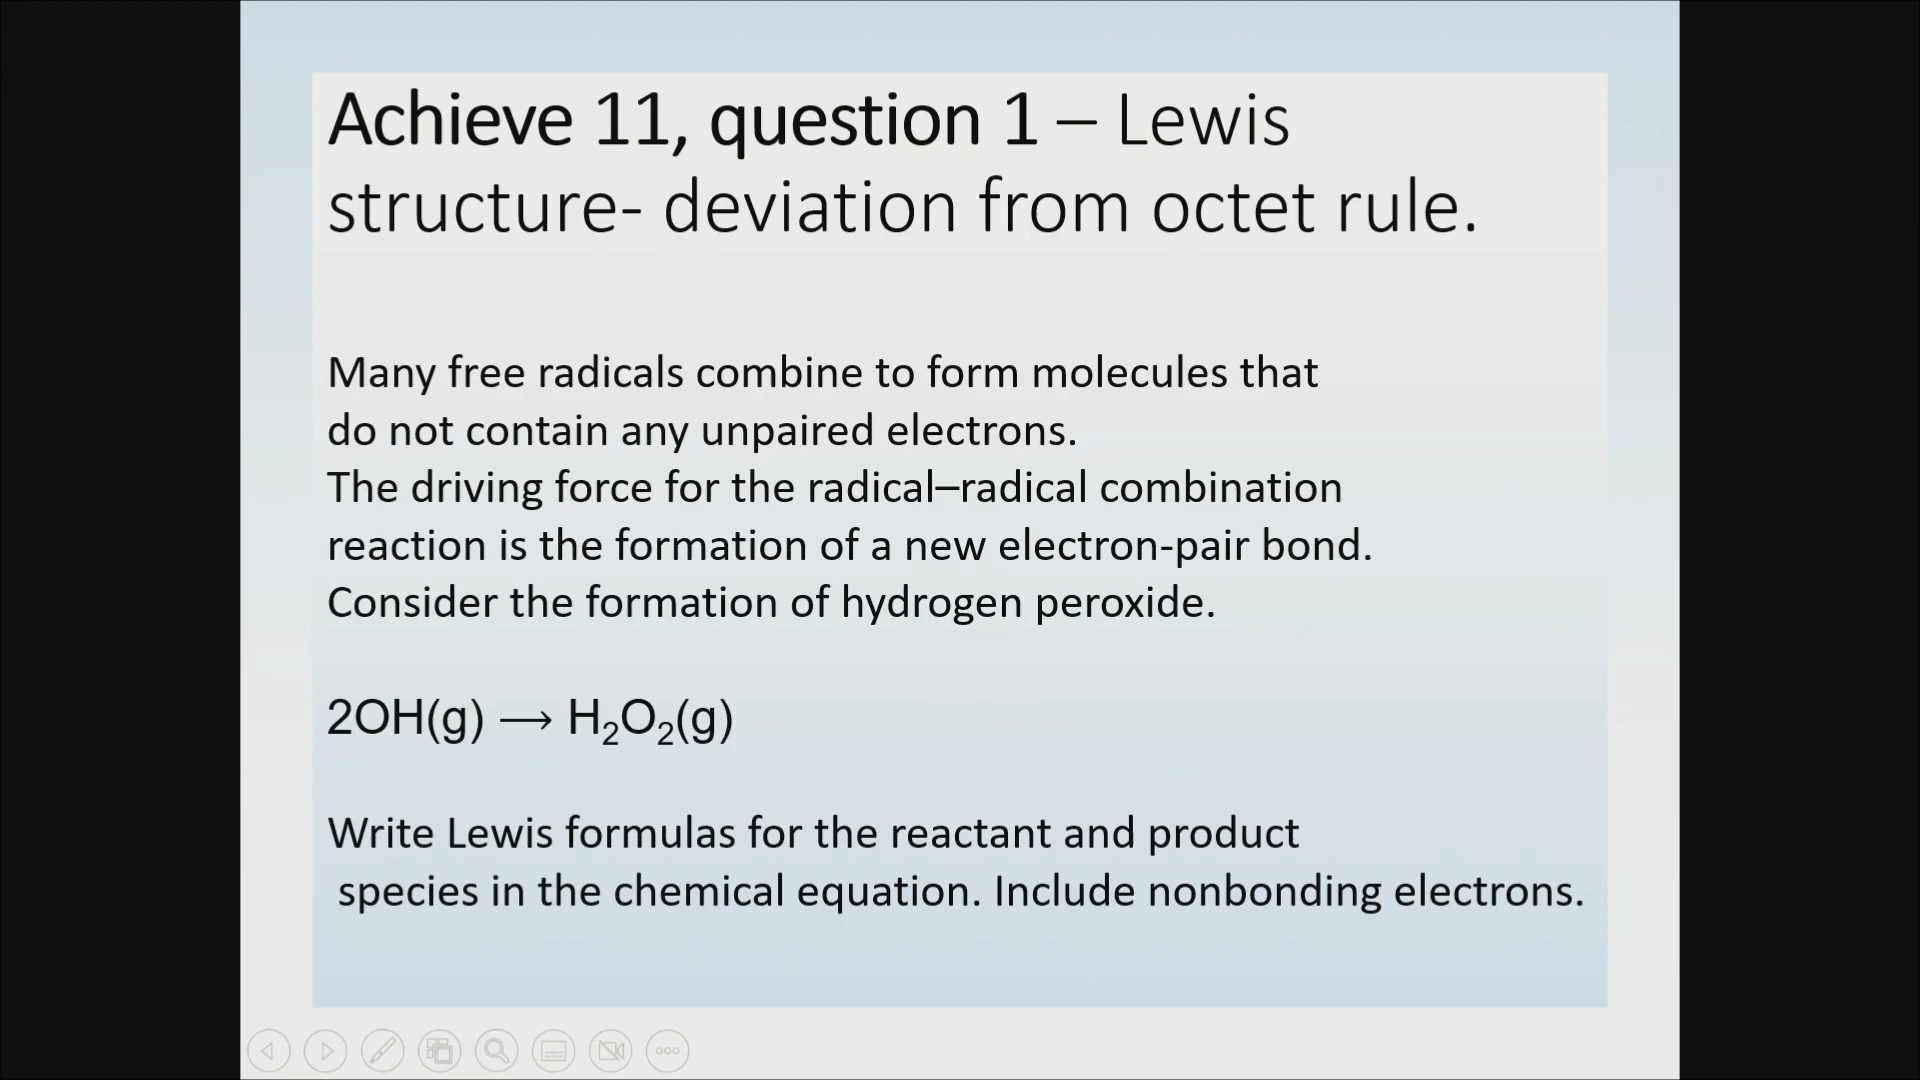 Achieve 11, question 1 – Lewis
structure- deviation from octet rule.
Many free radicals combine to form molecules that
do not contain any unpaired electrons.
The driving force for the radical–radical combination
reaction is the formation of a new electron-pair bond.
Consider the formation of hydrogen peroxide.
2OH(g) ⟶ H₂O₂(g)
Write Lewis formulas for the reactant and product
species in the chemical equation. Include nonbonding electrons.